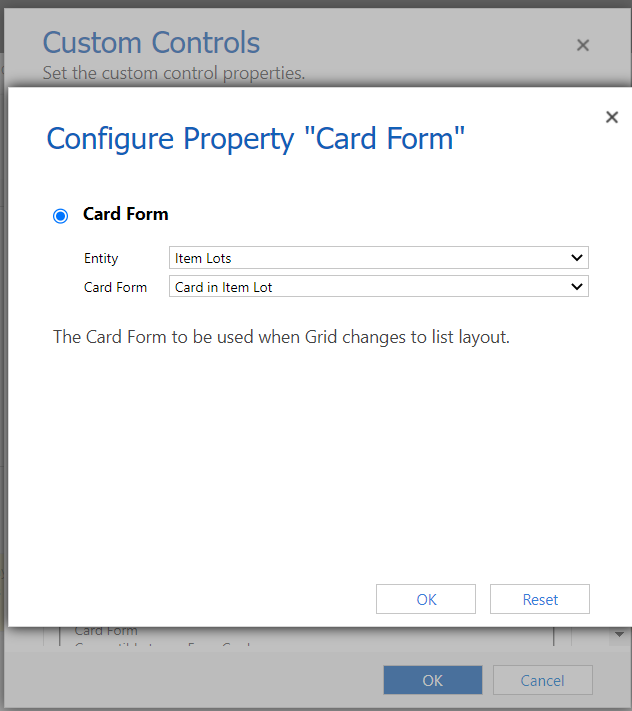 Custom Controls
Set the custom control properties.
Configure Property "Card Form"
Card Form
Entity Item Lots
Card Form Card in Item Lot
The Card Form to be used when Grid changes to list layout.
OK Reset
Card Form
OK Cancel